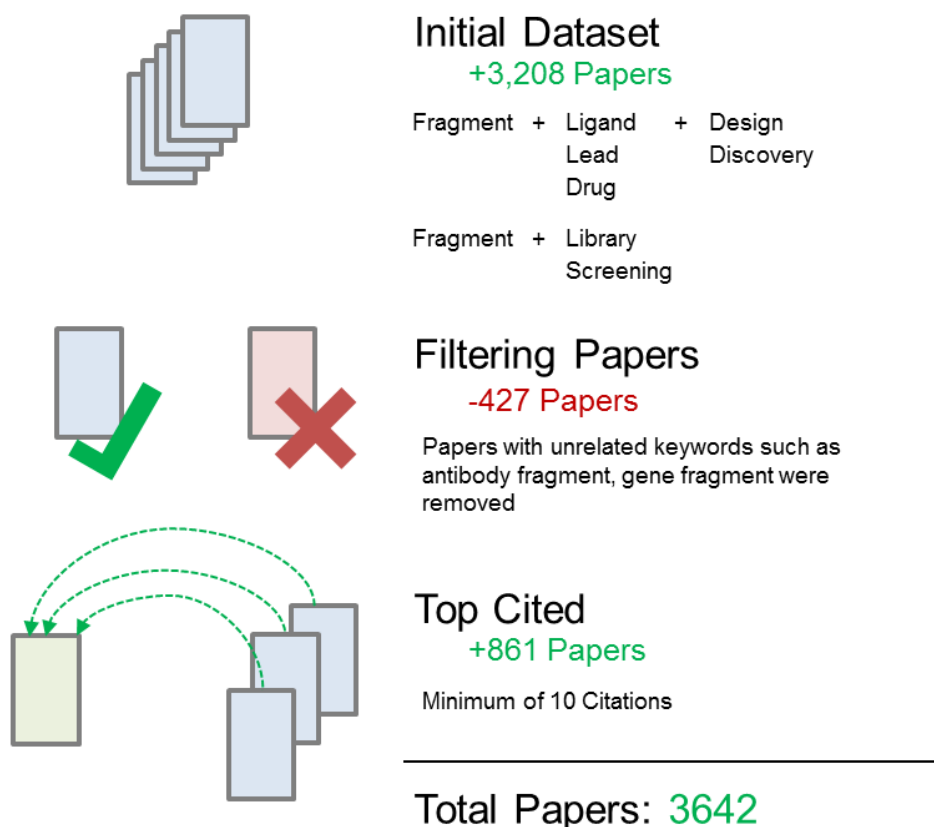 Initial Dataset
+3,208 Papers
Fragment + Ligand + Design
Lead Discovery
Drug
Fragment + Library
Screening
Filtering Papers
-427 Papers
Papers with unrelated keywords such as
antibody fragment, gene fragment were
removed
Top Cited
+861 Papers
Minimum of 10 Citations
Total Papers: 3642